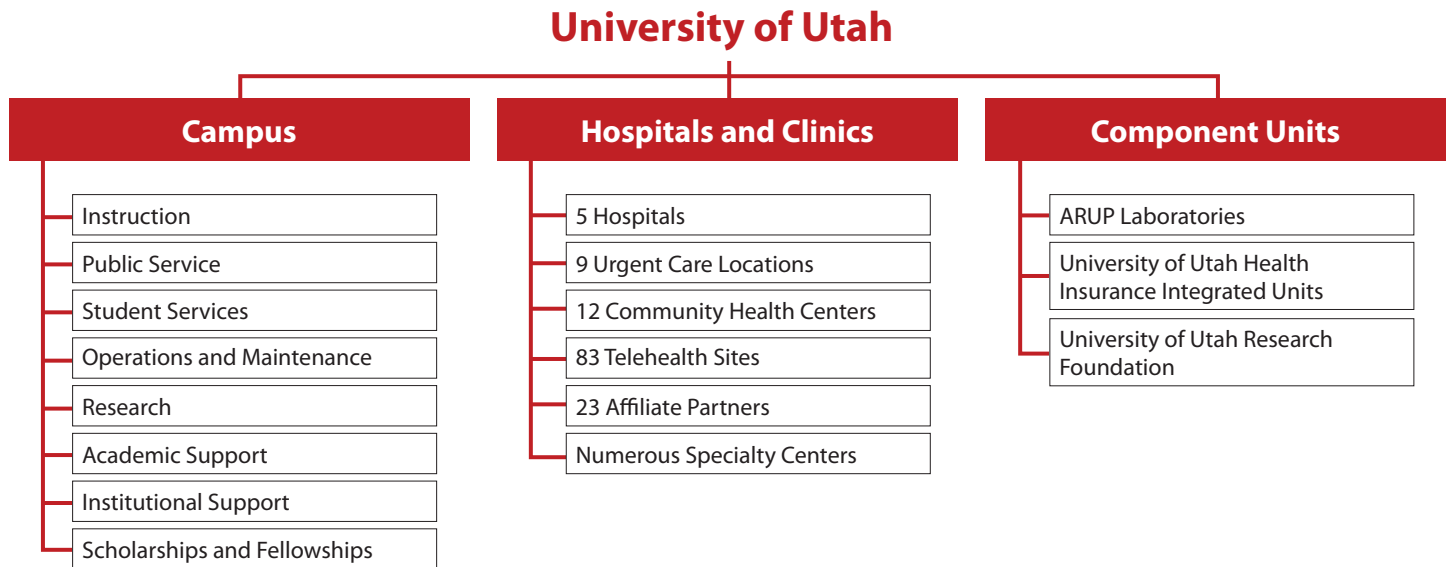 University of Utah
Campus
Instruction
Public Service
Student Services
Operations and Maintenance
Research
Academic Support
Institutional Support
Scholarships and Fellowships
Hospitals and Clinics
5 Hospitals
9 Urgent Care Locations
12 Community Health Centers
83 Telehealth Sites
23 Affiliate Partners
Numerous Specialty Centers
Component Units
ARUP Laboratories
University of Utah Health
Insurance Integrated Units
University of Utah Research
Foundation